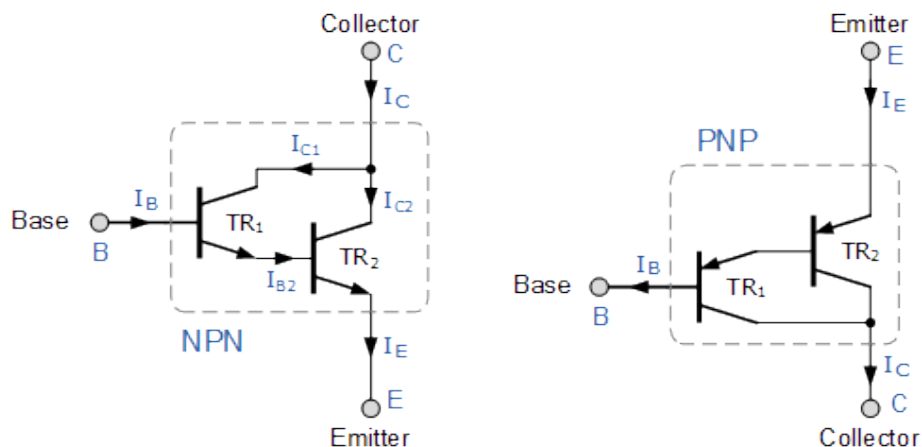 Collector
C
I_C
I_C1
I_B
Base
B
TR₁
I_C2
I_B2
TR₂
NPN
I_E
E
Emitter
Emitter
E
I_E
PNP
TR₂
I_B
Base
B
TR₁
I_C
C
Collector